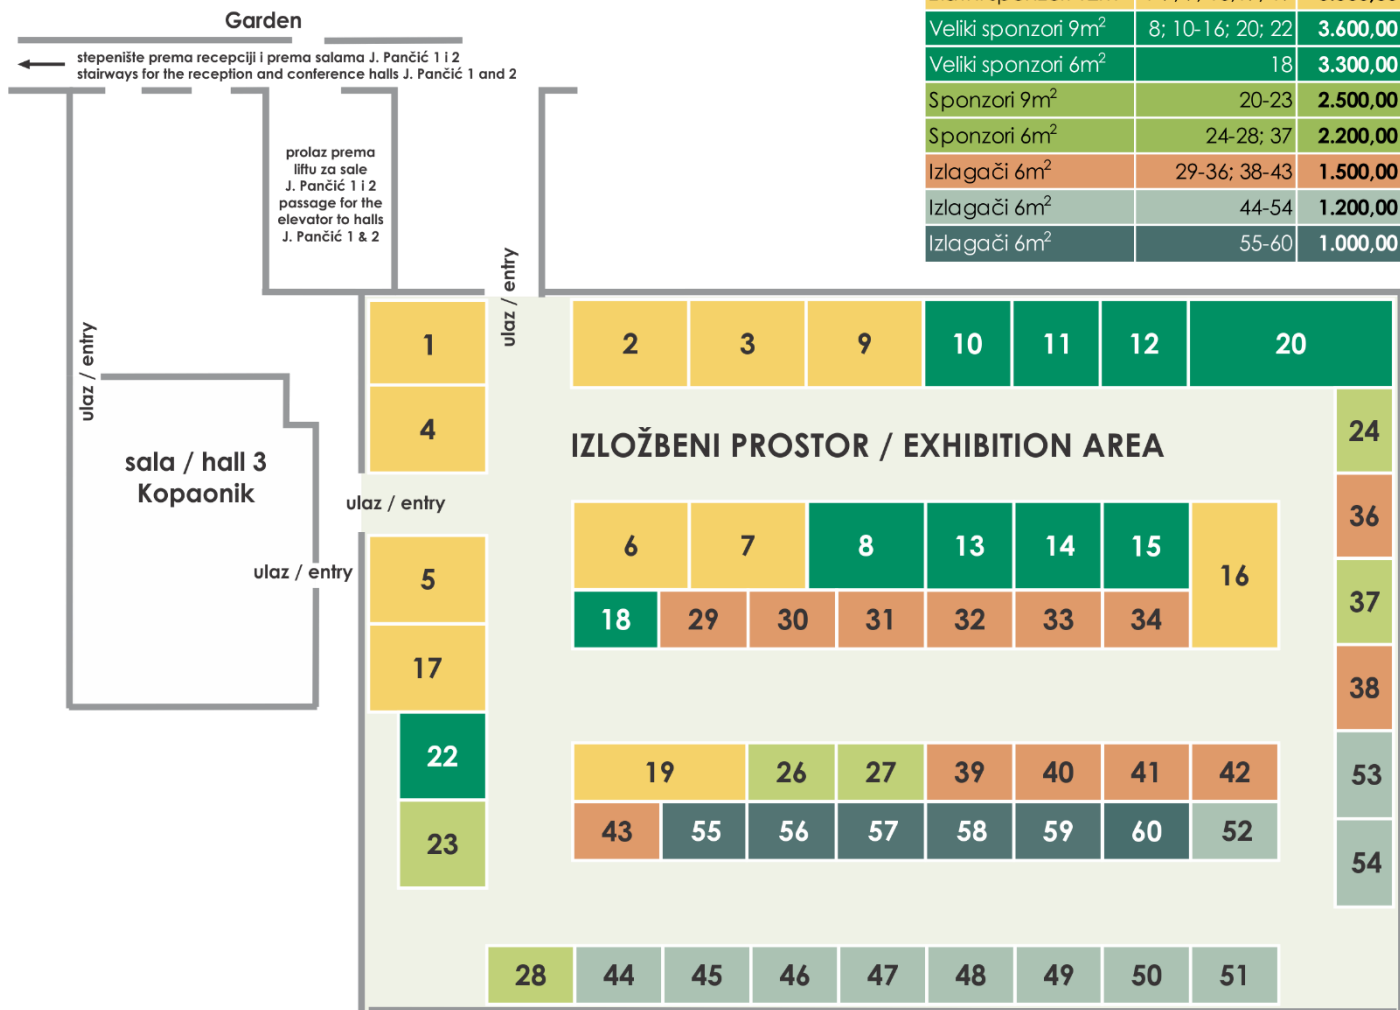 Garden
stepenište prema recepciji i prema salama J. Pančić 1 i 2
stairways for the reception and conference halls J. Pančić 1 and 2
prolaz prema
liftu za sale
J. Pančić 1 i 2
passage for the
elevator to halls
J. Pančić 1 & 2
Veliki sponzori 9m² 8; 10-16; 20; 22 3.600,00
Veliki sponzori 6m² 18 3.300,00
Sponzori 9m² 20-23 2.500,00
Sponzori 6m² 24-28; 37 2.200,00
Izlagači 6m² 29-36; 38-43 1.500,00
Izlagači 6m² 44-54 1.200,00
Izlagači 6m² 55-60 1.000,00
ulaz / entry
ulaz / entry
1 2 3 9 10 11 12 20
4
IZLOŽBENI PROSTOR / EXHIBITION AREA
24
sala / hall 3
Kopaonik
ulaz / entry
36
ulaz / entry
5
6 7 8 13 14 15 16
37
18 29 30 31 32 33 34
17
38
22
19 26 27 39 40 41 42
53
23
43 55 56 57 58 59 60 52
54
28 44 45 46 47 48 49 50 51